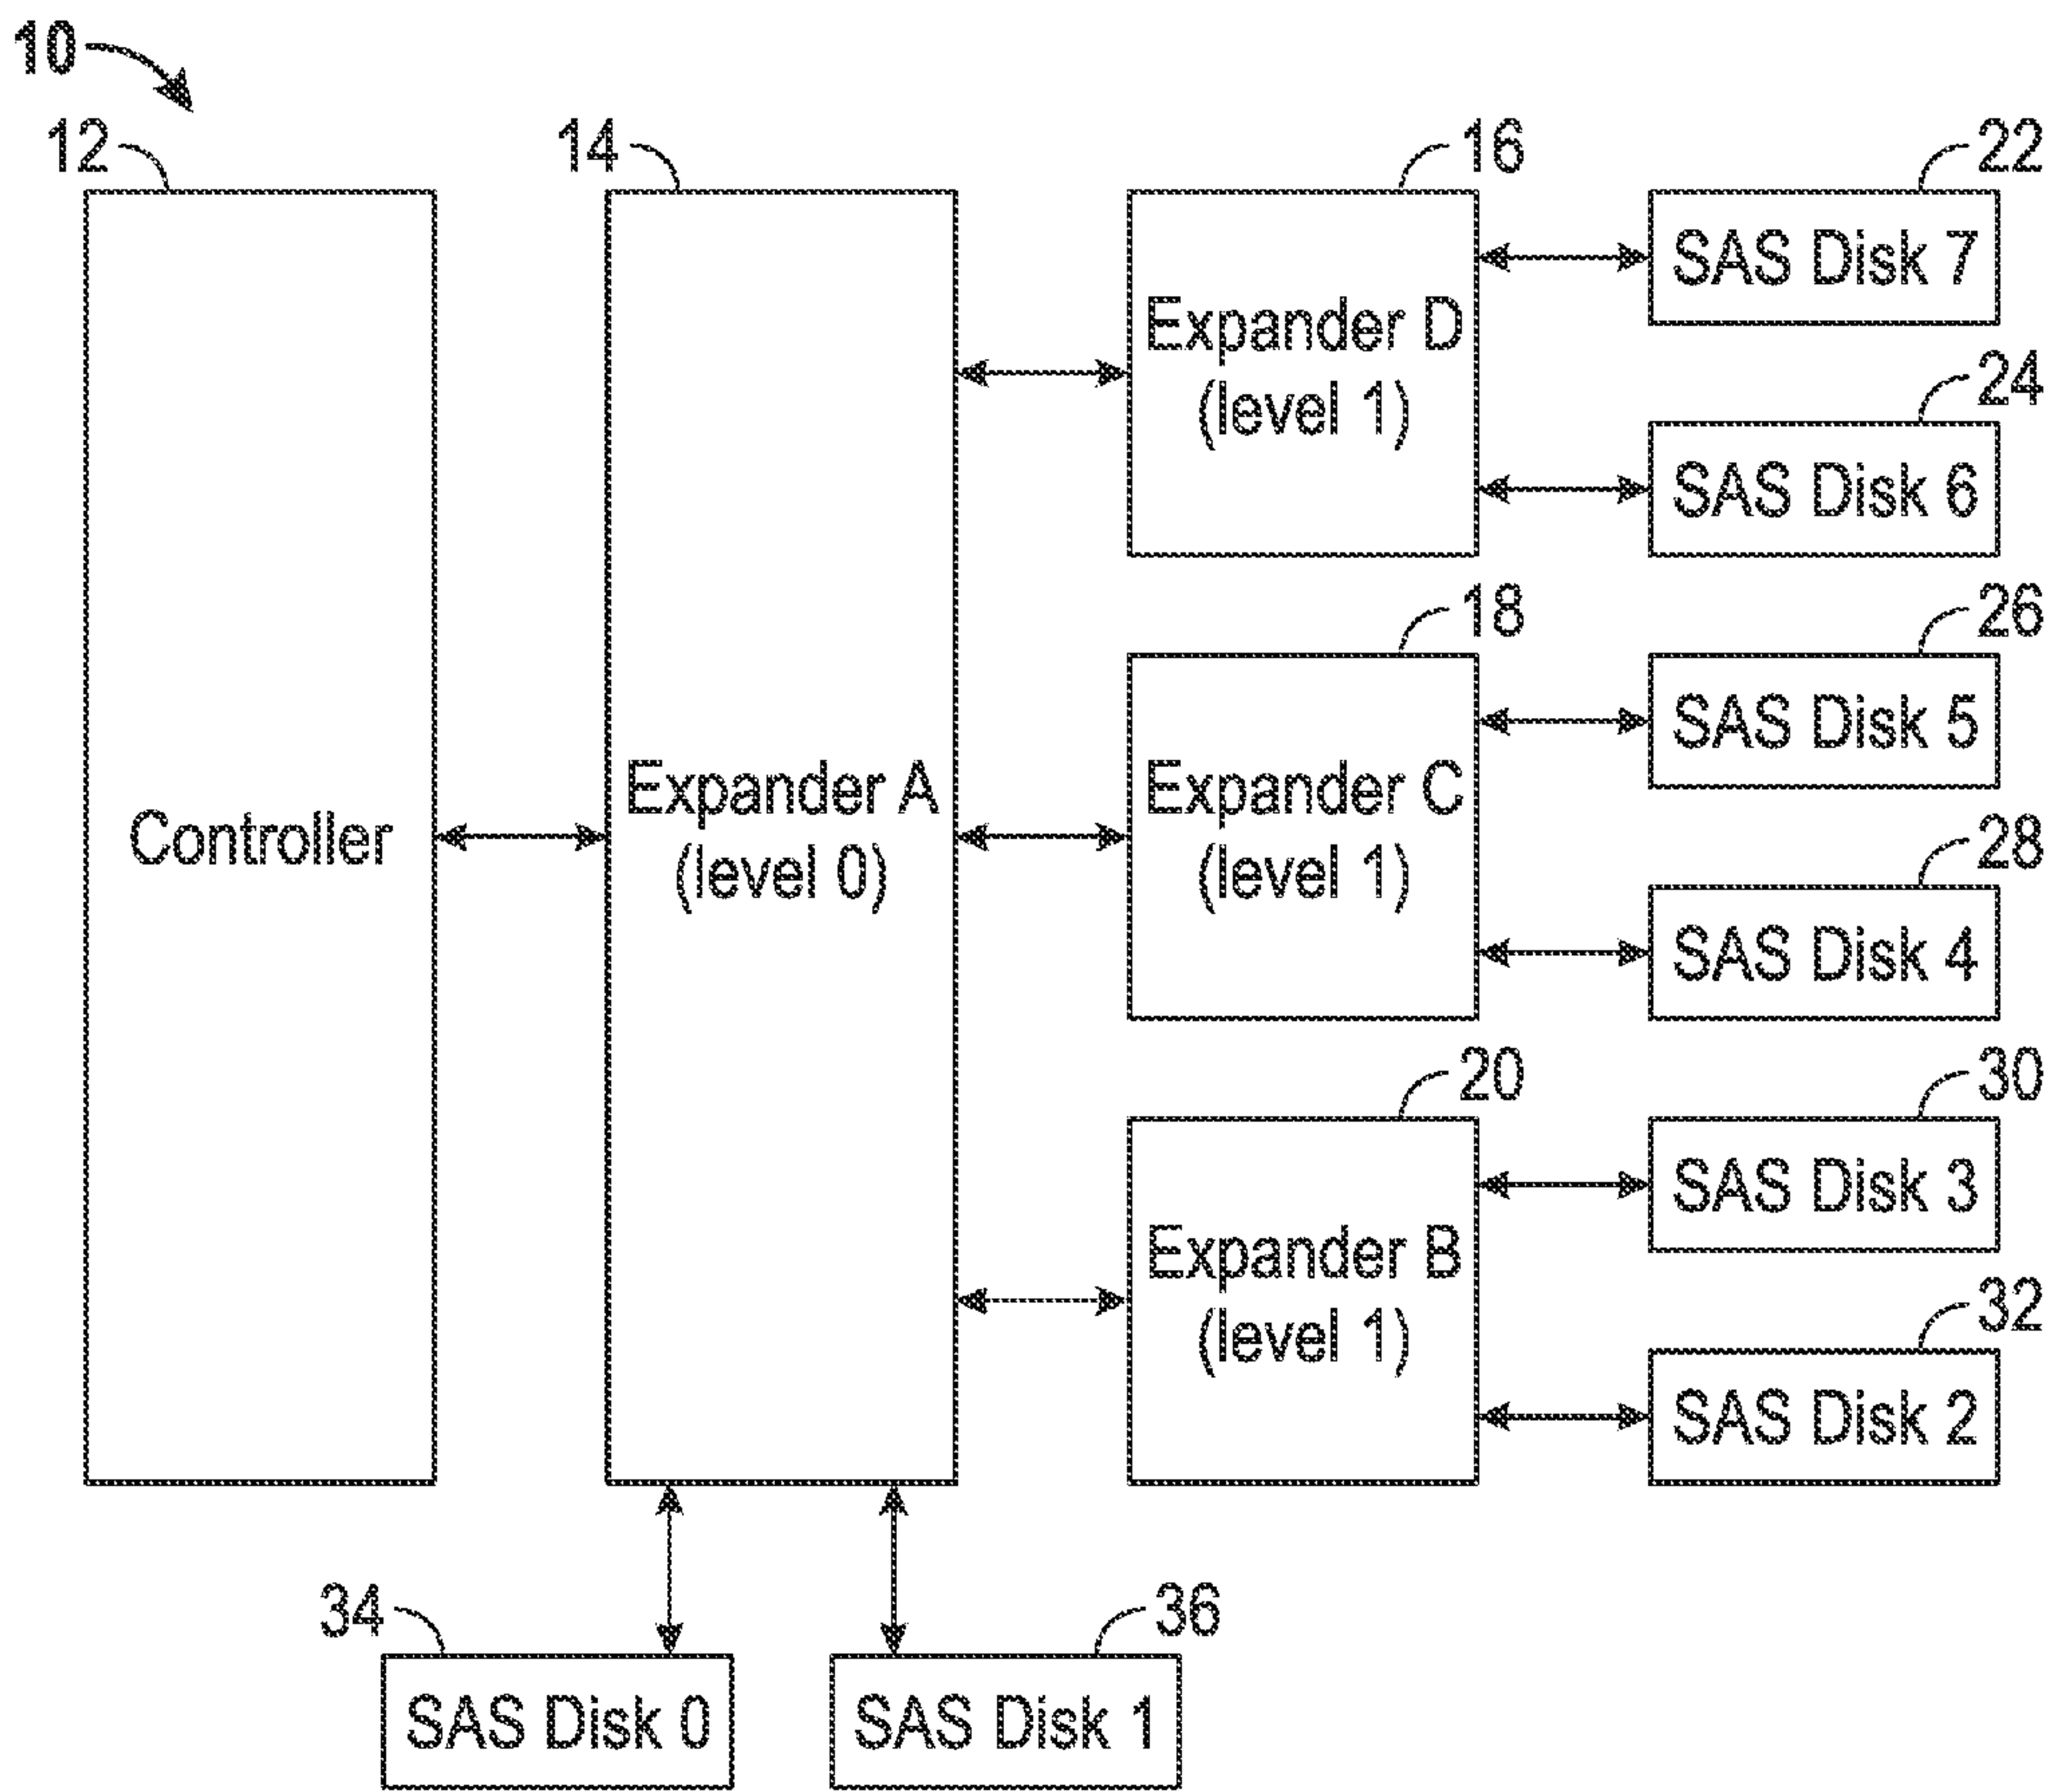 10
12
14
16
22
SAS Disk 7
Expander D
(level 1)
24
SAS Disk 6
18
26
SAS Disk 5
Controller
Expander A
(level 0)
Expander C
(level 1)
28
SAS Disk 4
20
30
SAS Disk 3
Expander B
(level 1)
32
SAS Disk 2
34
36
SAS Disk 0
SAS Disk 1